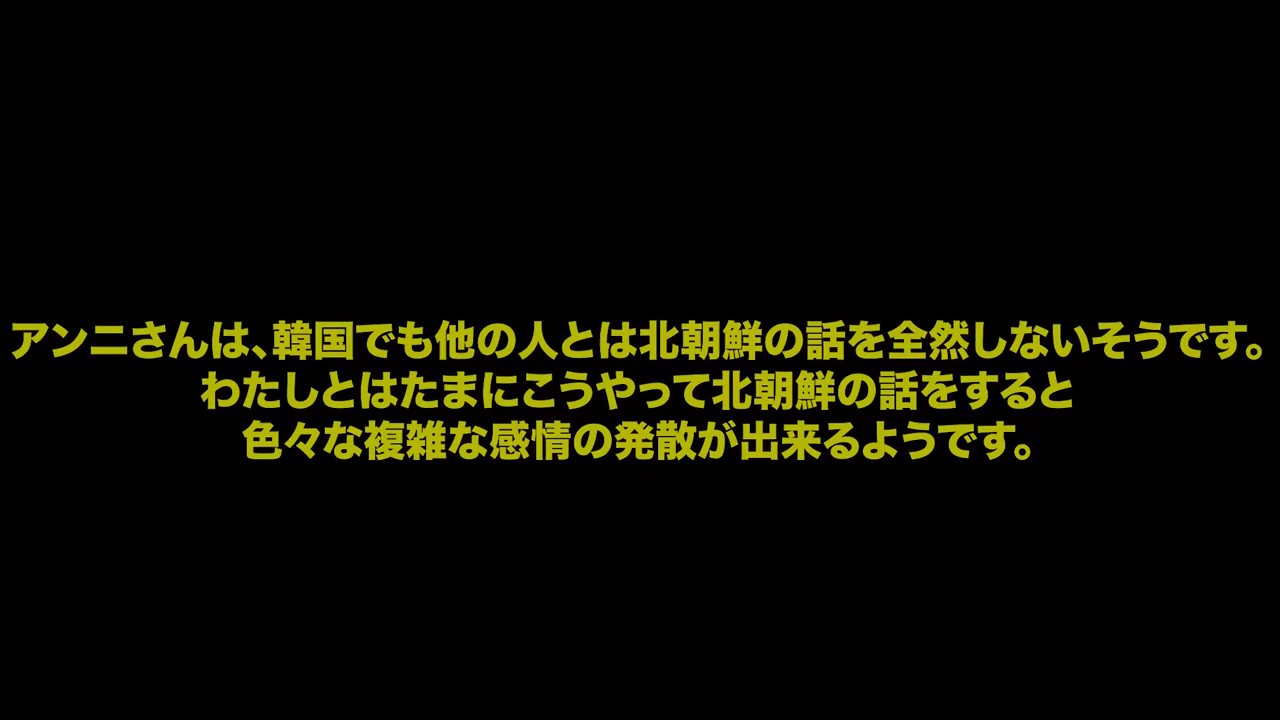 アンニさんは、韓国でも他の人とは北朝鮮の話を全然しないそうです。
わたしとはたまにこうやって北朝鮮の話をすると
色々な複雑な感情の発散が出来るようです。